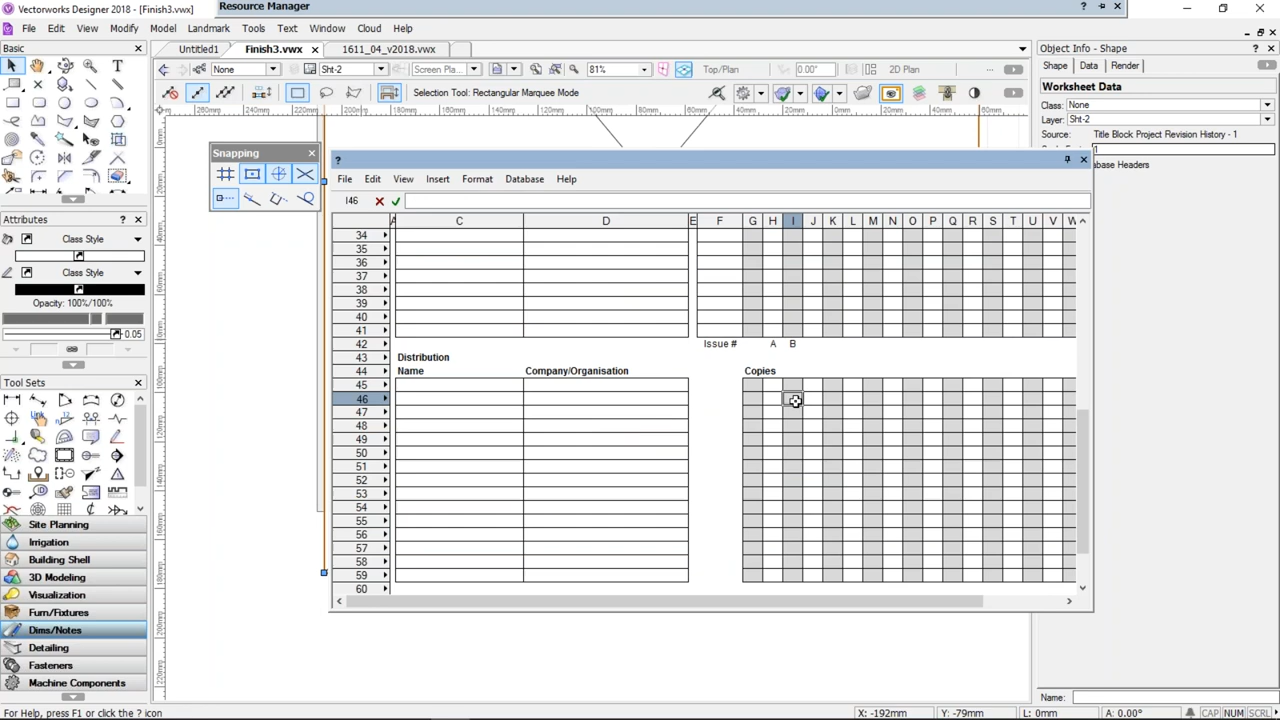 Vectorworks Designer 2018 - [Finish3.vwx]
Resource Manager
File Edit View Modify Model Landmark Tools Text Window Cloud Help
Basic
Untitled1 Finish3.vwx 1611_04_v2018.vwx
Object Info - Shape
Shape Data Render
None Sht-2 Screen Plan.. 81% Top/Plan 0.00° 2D Plan
Selection Tool: Rectangular Marquee Mode
Worksheet Data
Class: None
Layer: Sht-2
Source: Title Block Project Revision History - 1
1
abase Headers
Snapping
File Edit View Insert Format Database Help
I46
Attributes
Class Style
Class Style
Opacity: 100%/100%
0.05
Tool Sets
Site Planning
Irrigation
Building Shell
3D Modeling
Visualization
Furn/Fixtures
Dims/Notes
Detailing
Fasteners
Machine Components
A C D E F G H I J K L M N O P Q R S T U V W
34
35
36
37
38
39
40
41
42 Issue # A B
43 Distribution
44 Name Company/Organisation Copies
45
46
47
48
49
50
51
52
53
54
55
56
57
58
59
60
Name:
For Help, press F1 or click the ? icon
X: -192mm Y: -79mm L: 0mm A: 0.00° CAP NUM SCRL